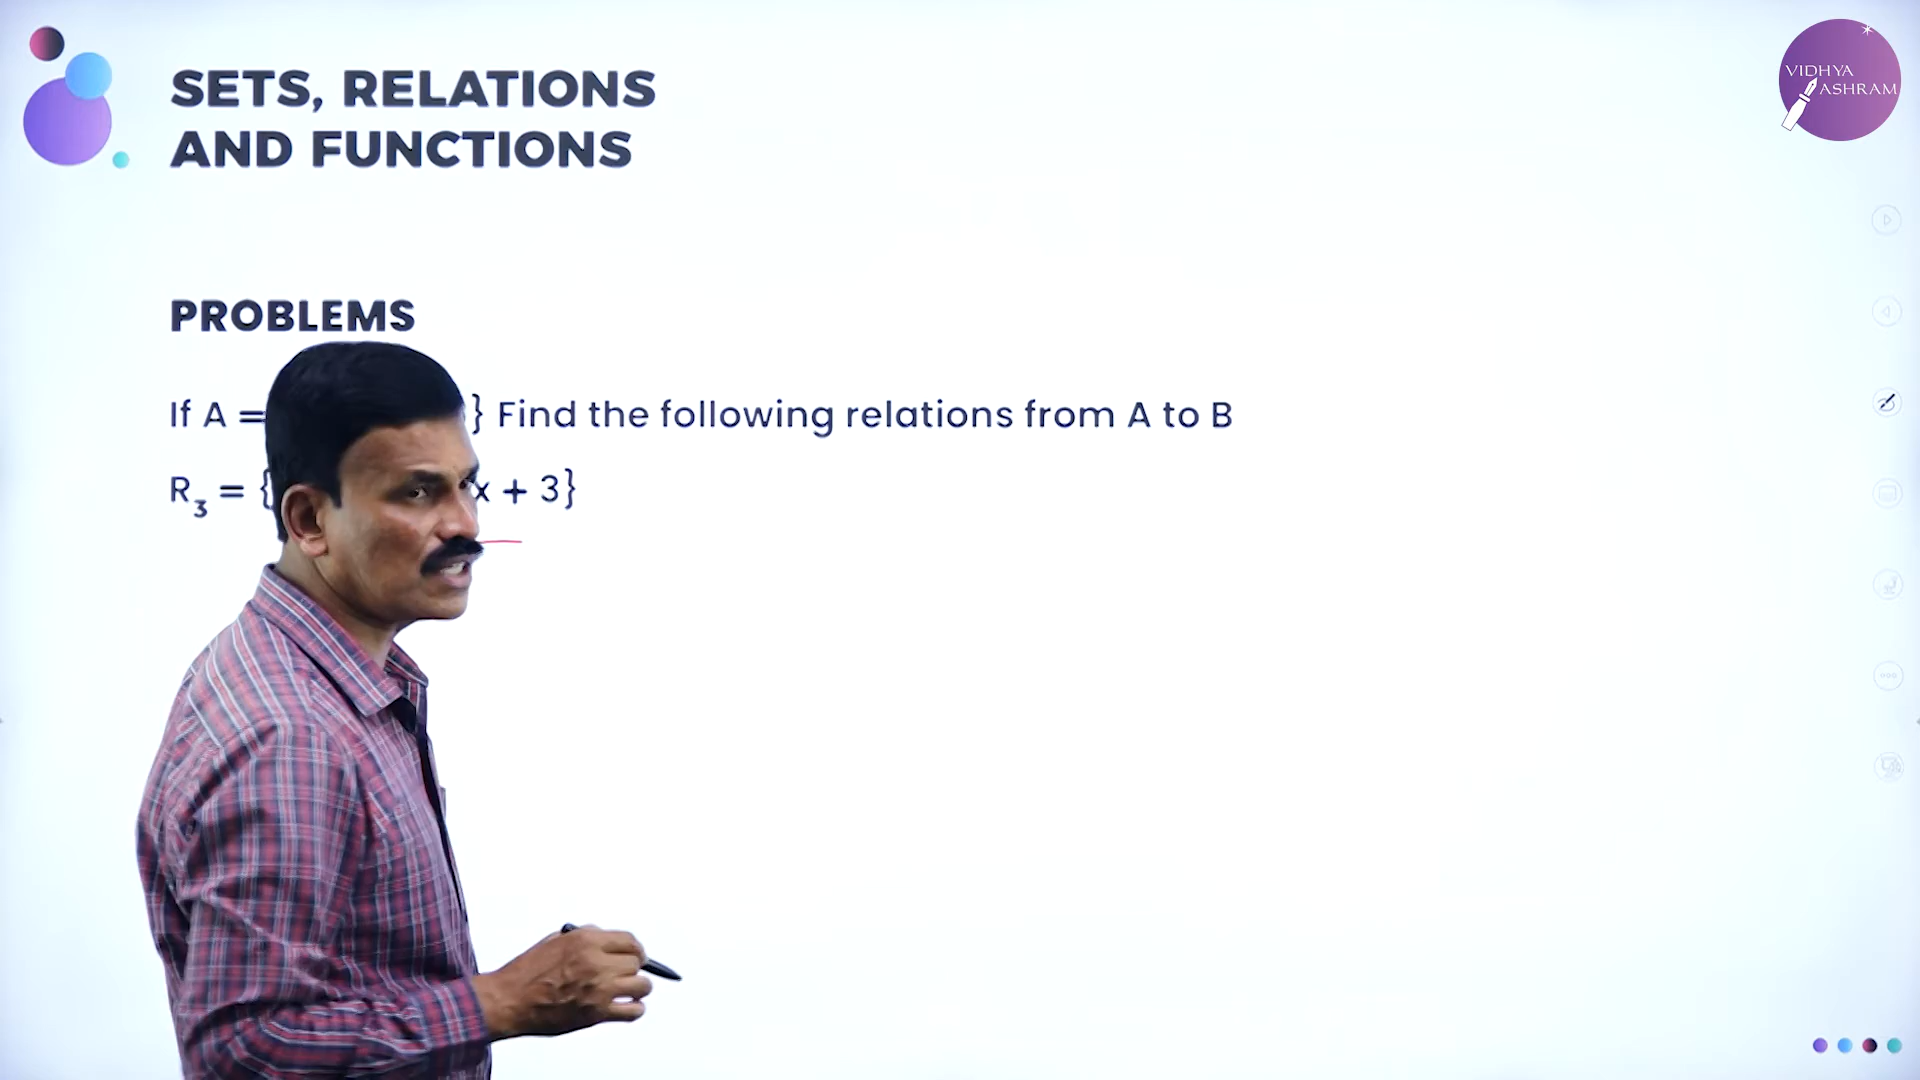 SETS, RELATIONS
AND FUNCTIONS
VIDHYA
ASHRAM
PROBLEMS
If A = } Find the following relations from A to B
R₃ = { x + 3}